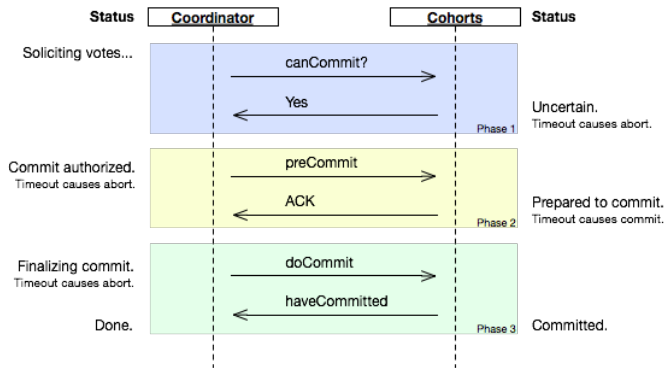 Status
Coordinator
Cohorts
Status
Soliciting votes...
canCommit?
Yes
Uncertain.
Timeout causes abort.
Phase 1
Commit authorized.
Timeout causes abort.
preCommit
ACK
Prepared to commit.
Timeout causes commit.
Phase 2
Finalizing commit.
Timeout causes abort.
doCommit
haveCommitted
Done.
Phase 3
Committed.